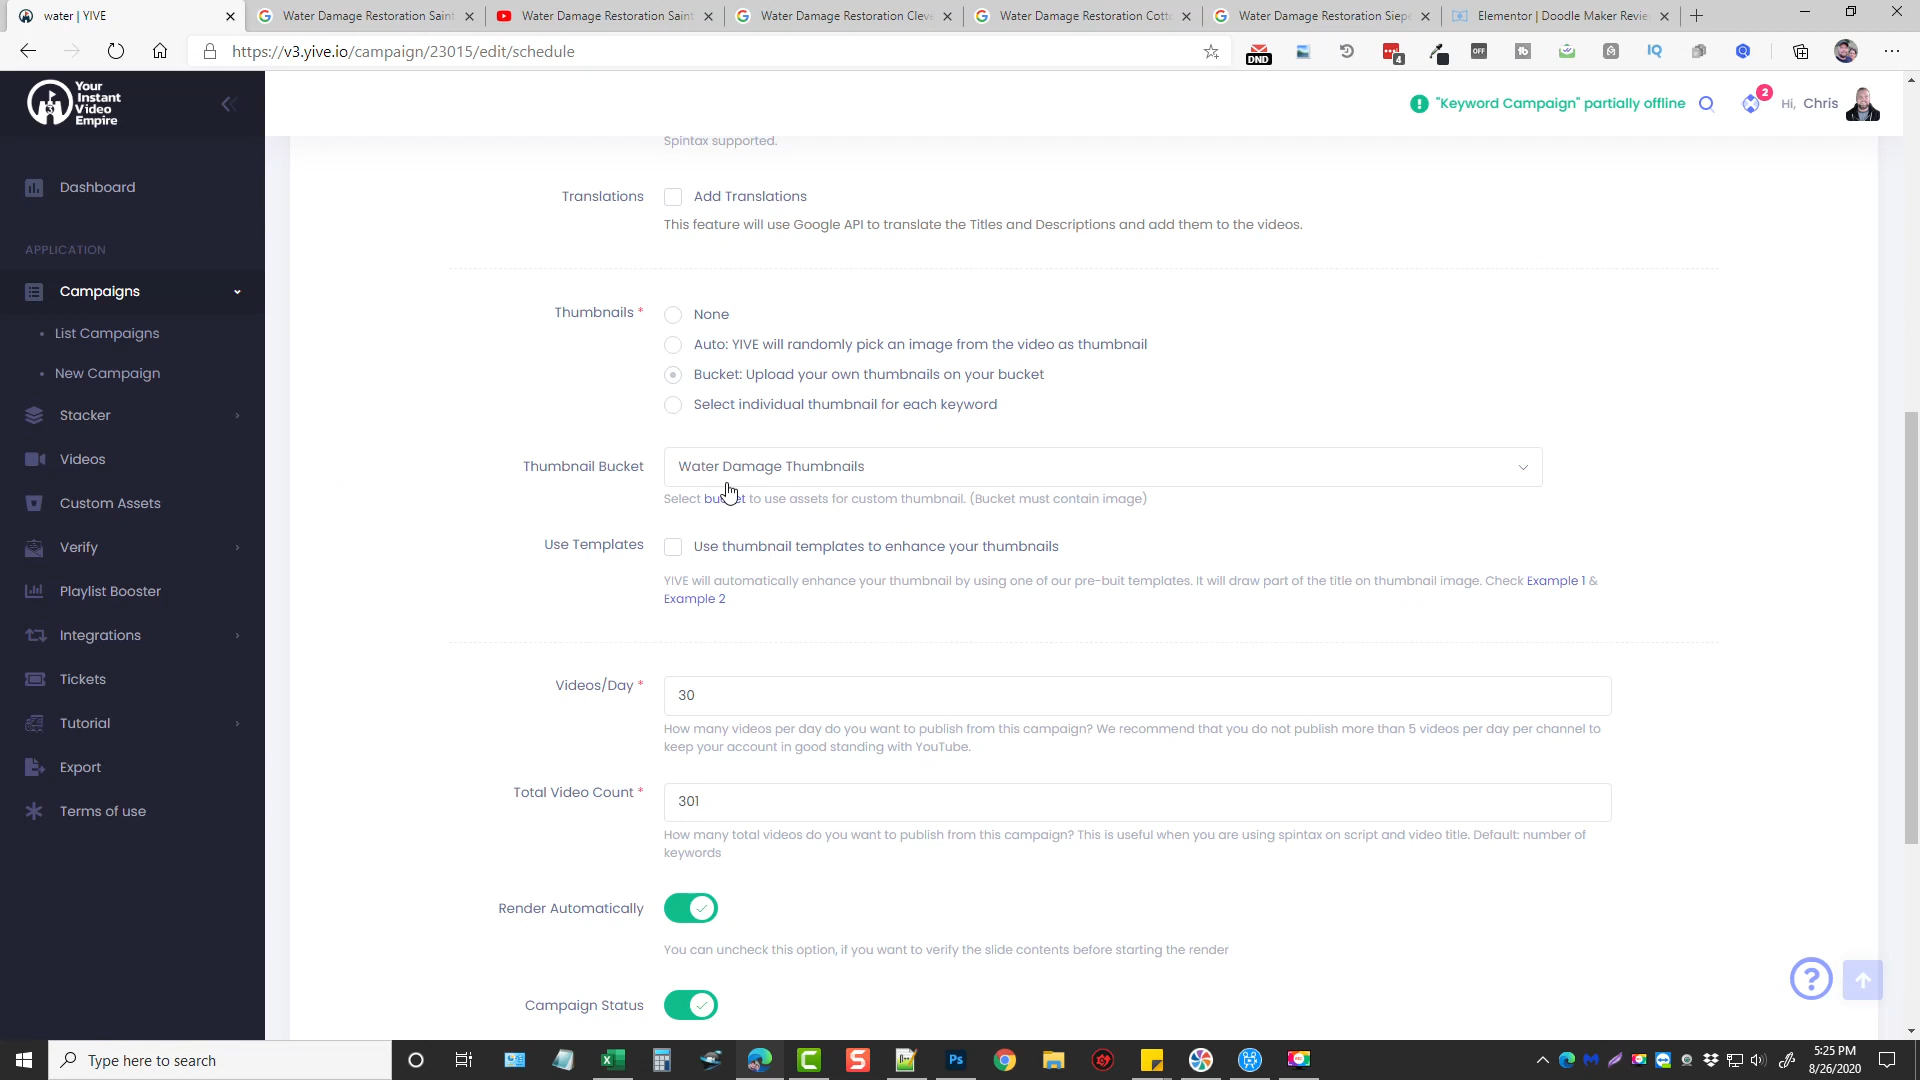 water | YIVE
Water Damage Restoration Saint
Water Damage Restoration Saint
Water Damage Restoration Cleve
Water Damage Restoration Cotto
Water Damage Restoration Siepe
Elementor | Doodle Maker Revie
https://v3.yive.io/campaign/23015/edit/schedule
DND
4
OFF
IQ
Your
Instant
Video
Empire
"Keyword Campaign" partially offline
2
Hi, Chris
Spintax supported.
Dashboard
Translations
Add Translations
This feature will use Google API to translate the Titles and Descriptions and add them to the videos.
APPLICATION
Campaigns
List Campaigns
New Campaign
Stacker
Videos
Custom Assets
Verify
Playlist Booster
Integrations
Tickets
Tutorial
Export
Terms of use
Thumbnails *
None
Auto: YIVE will randomly pick an image from the video as thumbnail
Bucket: Upload your own thumbnails on your bucket
Select individual thumbnail for each keyword
Thumbnail Bucket
Water Damage Thumbnails
Select bucket to use assets for custom thumbnail. (Bucket must contain image)
Use Templates
Use thumbnail templates to enhance your thumbnails
YIVE will automatically enhance your thumbnail by using one of our pre-buit templates. It will draw part of the title on thumbnail image. Check Example 1 &
Example 2
Videos/Day *
30
How many videos per day do you want to publish from this campaign? We recommend that you do not publish more than 5 videos per day per channel to
keep your account in good standing with YouTube.
Total Video Count *
301
How many total videos do you want to publish from this campaign? This is useful when you are using spintax on script and video title. Default: number of
keywords
Render Automatically
You can uncheck this option, if you want to verify the slide contents before starting the render
Campaign Status
Type here to search
Ps
5:25 PM
8/26/2020